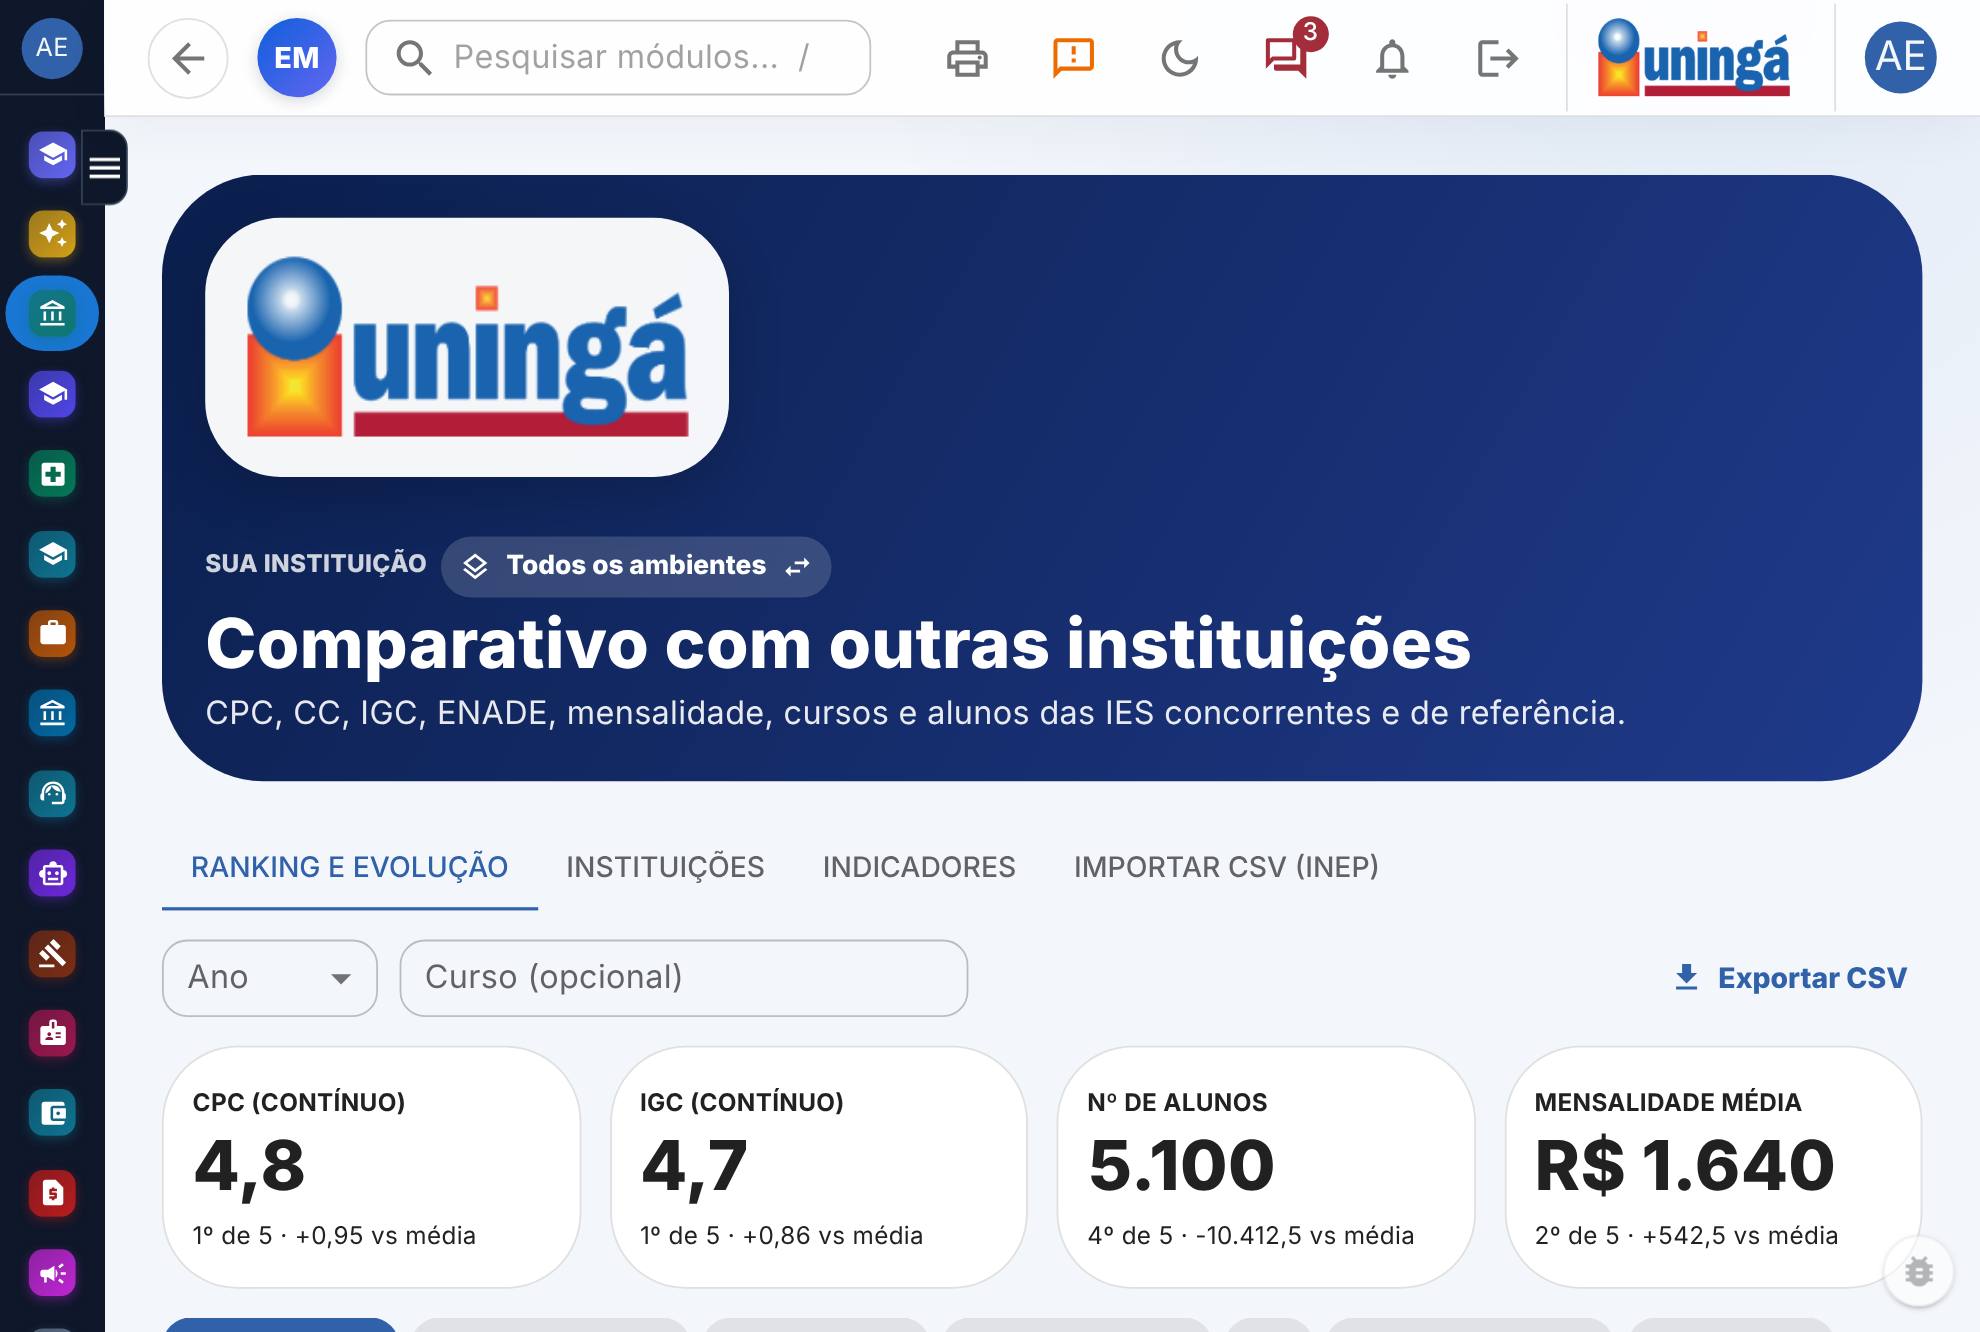 AE
EM
Pesquisar módulos... /
3
uningá
AE
uningá
SUA INSTITUIÇÃO
Todos os ambientes
Comparativo com outras instituições
CPC, CC, IGC, ENADE, mensalidade, cursos e alunos das IES concorrentes e de referência.
RANKING E EVOLUÇÃO
INSTITUIÇÕES
INDICADORES
IMPORTAR CSV (INEP)
Ano
Curso (opcional)
Exportar CSV
CPC (CONTÍNUO)
4,8
1º de 5 · +0,95 vs média
IGC (CONTÍNUO)
4,7
1º de 5 · +0,86 vs média
Nº DE ALUNOS
5.100
4º de 5 · -10.412,5 vs média
MENSALIDADE MÉDIA
R$ 1.640
2º de 5 · +542,5 vs média